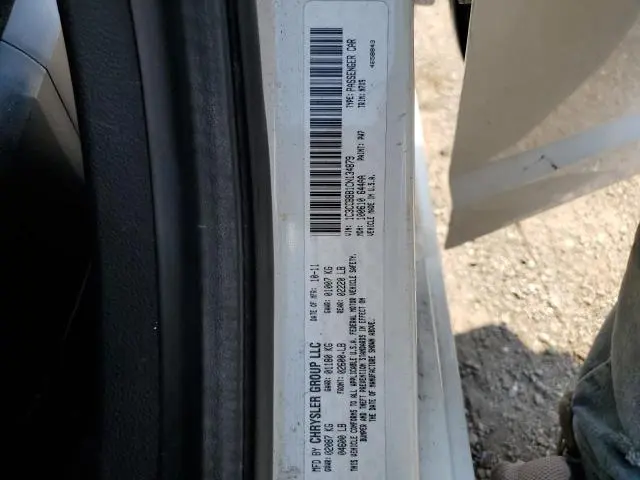 MFD BY CHRYSLER GROUP LLC
DATE OF MFR: 10-11
GVWR: 02087 KG
04600 LB
GAWR: 01180 KG
FRONT: 02600 LB
GAWR: 01007 KG
REAR: 02220 LB
THIS VEHICLE CONFORMS TO ALL APPLICABLE U.S.A. FEDERAL MOTOR VEHICLE SAFETY,
BUMPER AND THEFT PREVENTION STANDARDS IN EFFECT ON
THE DATE OF MANUFACTURE SHOWN ABOVE.
VIN: 1C3CCBBB1CN134879
TYPE: PASSENGER CAR
MDH: 100610 644AA
PAINT: PW7
TRIM:
VEHICLE MADE IN U.S.A.